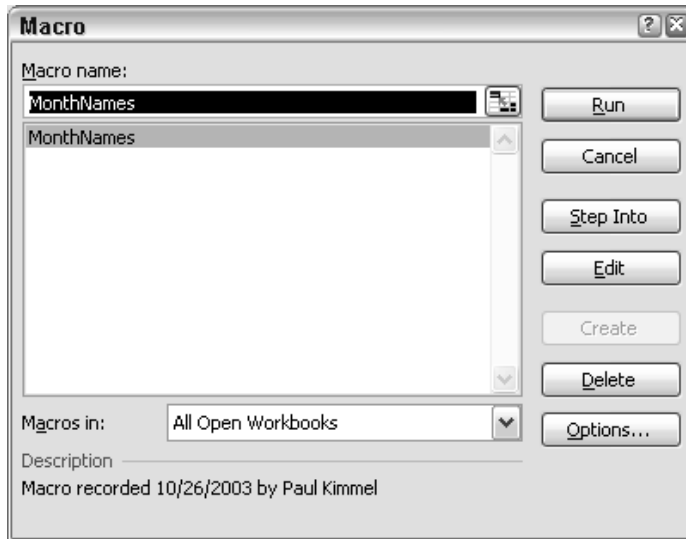 Macro
Macro name:
MonthNames
MonthNames
Run
Cancel
Step Into
Edit
Create
Delete
Options...
Macros in:
All Open Workbooks
Description
Macro recorded 10/26/2003 by Paul Kimmel